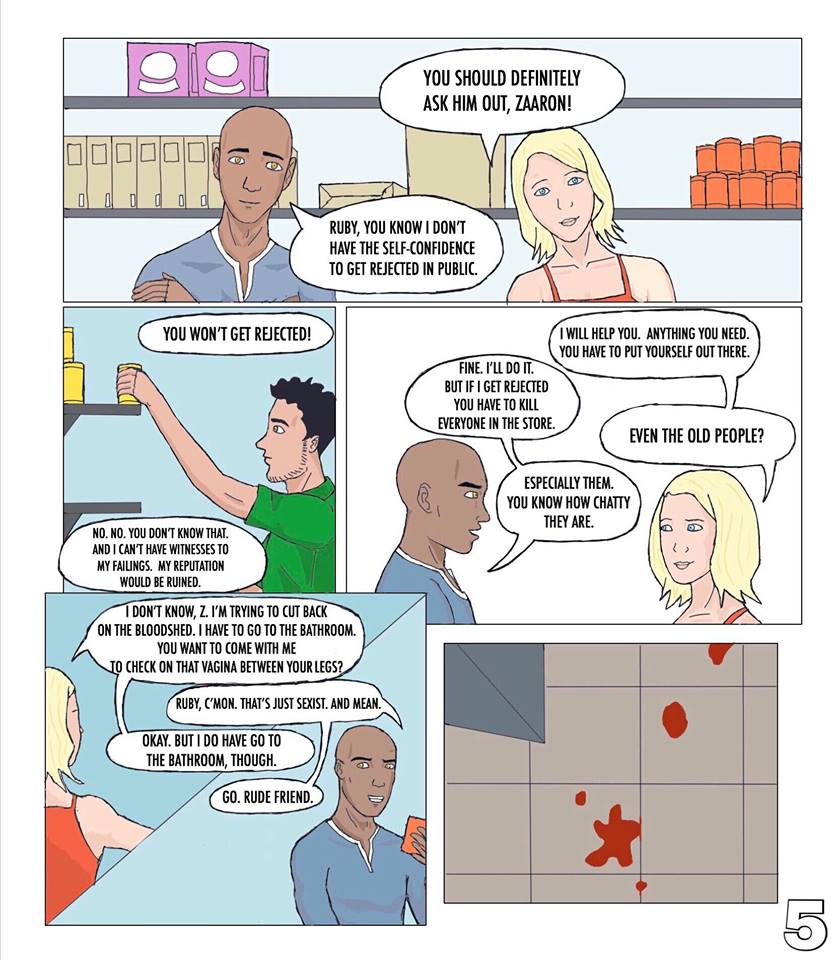 YOU SHOULD DEFINITELY
ASK HIM OUT, ZAARON!
RUBY, YOU KNOW I DON'T
HAVE THE SELF-CONFIDENCE
TO GET REJECTED IN PUBLIC.
YOU WON'T GET REJECTED!
NO. NO. YOU DON'T KNOW THAT.
AND I CAN'T HAVE WITNESSES TO
MY FAILINGS. MY REPUTATION
WOULD BE RUINED.
I WILL HELP YOU. ANYTHING YOU NEED.
YOU HAVE TO PUT YOURSELF OUT THERE.
FINE. I'LL DO IT.
BUT IF I GET REJECTED
YOU HAVE TO KILL
EVERYONE IN THE STORE.
EVEN THE OLD PEOPLE?
ESPECIALLY THEM.
YOU KNOW HOW CHATTY
THEY ARE.
I DON'T KNOW, Z. I'M TRYING TO CUT BACK
ON THE BLOODSHED. I HAVE TO GO TO THE BATHROOM.
YOU WANT TO COME WITH ME
TO CHECK ON THAT VAGINA BETWEEN YOUR LEGS?
RUBY, C'MON. THAT'S JUST SEXIST. AND MEAN.
OKAY. BUT I DO HAVE GO TO
THE BATHROOM, THOUGH.
GO. RUDE FRIEND.
5